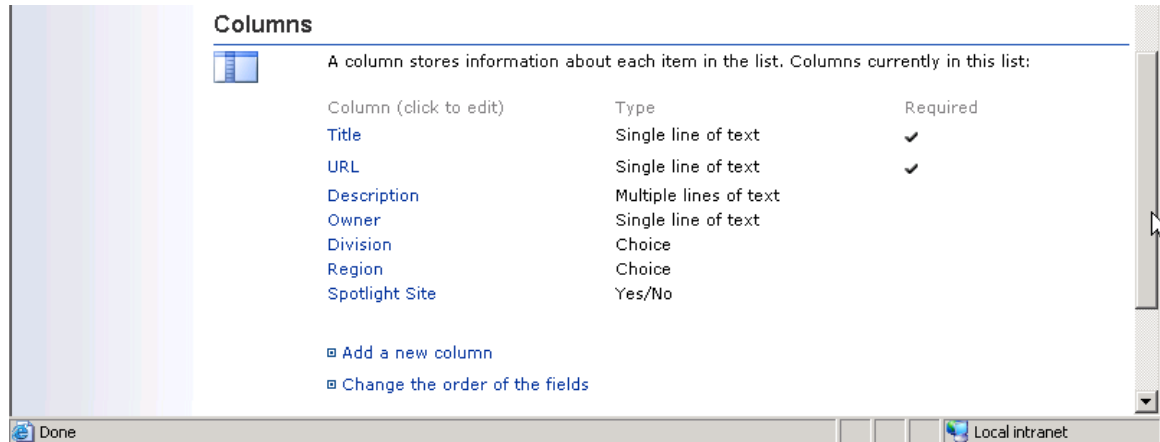 Columns
A column stores information about each item in the list. Columns currently in this list:
Column (click to edit) Type Required
Title Single line of text
URL Single line of text
Description Multiple lines of text
Owner Single line of text
Division Choice
Region Choice
Spotlight Site Yes/No
Add a new column
Change the order of the fields
Done Local intranet